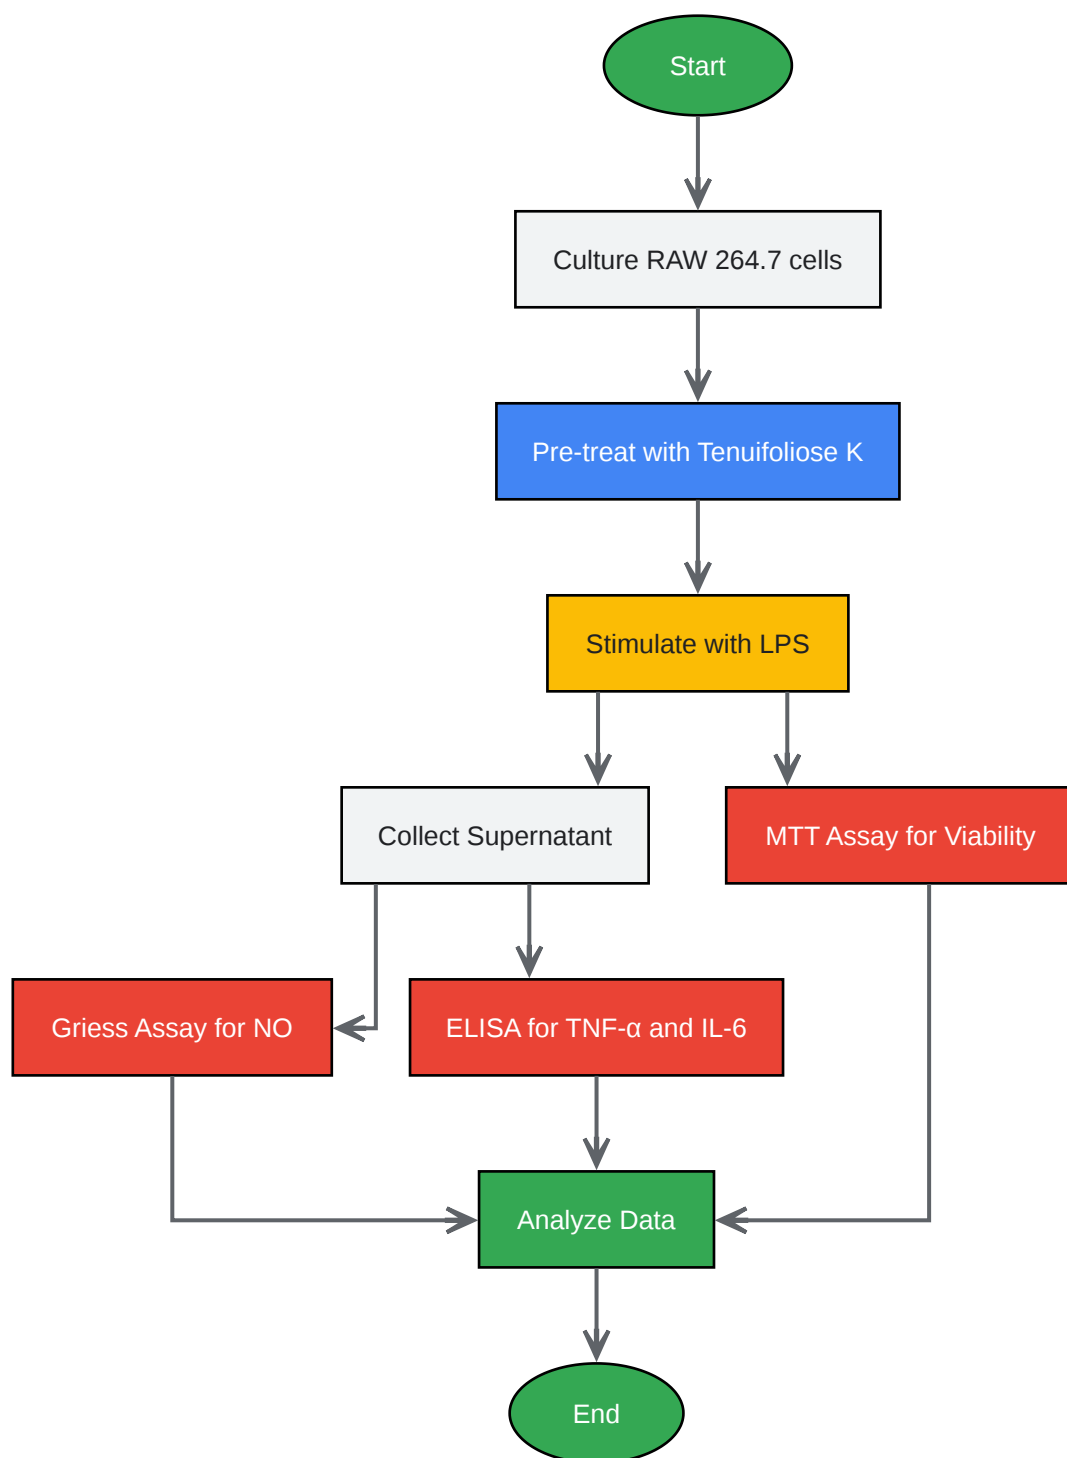 Start
Culture RAW 264.7 cells
Pre-treat with Tenuifoliose K
Stimulate with LPS
Collect Supernatant
MTT Assay for Viability
Griess Assay for NO
ELISA for TNF-α and IL-6
Analyze Data
End